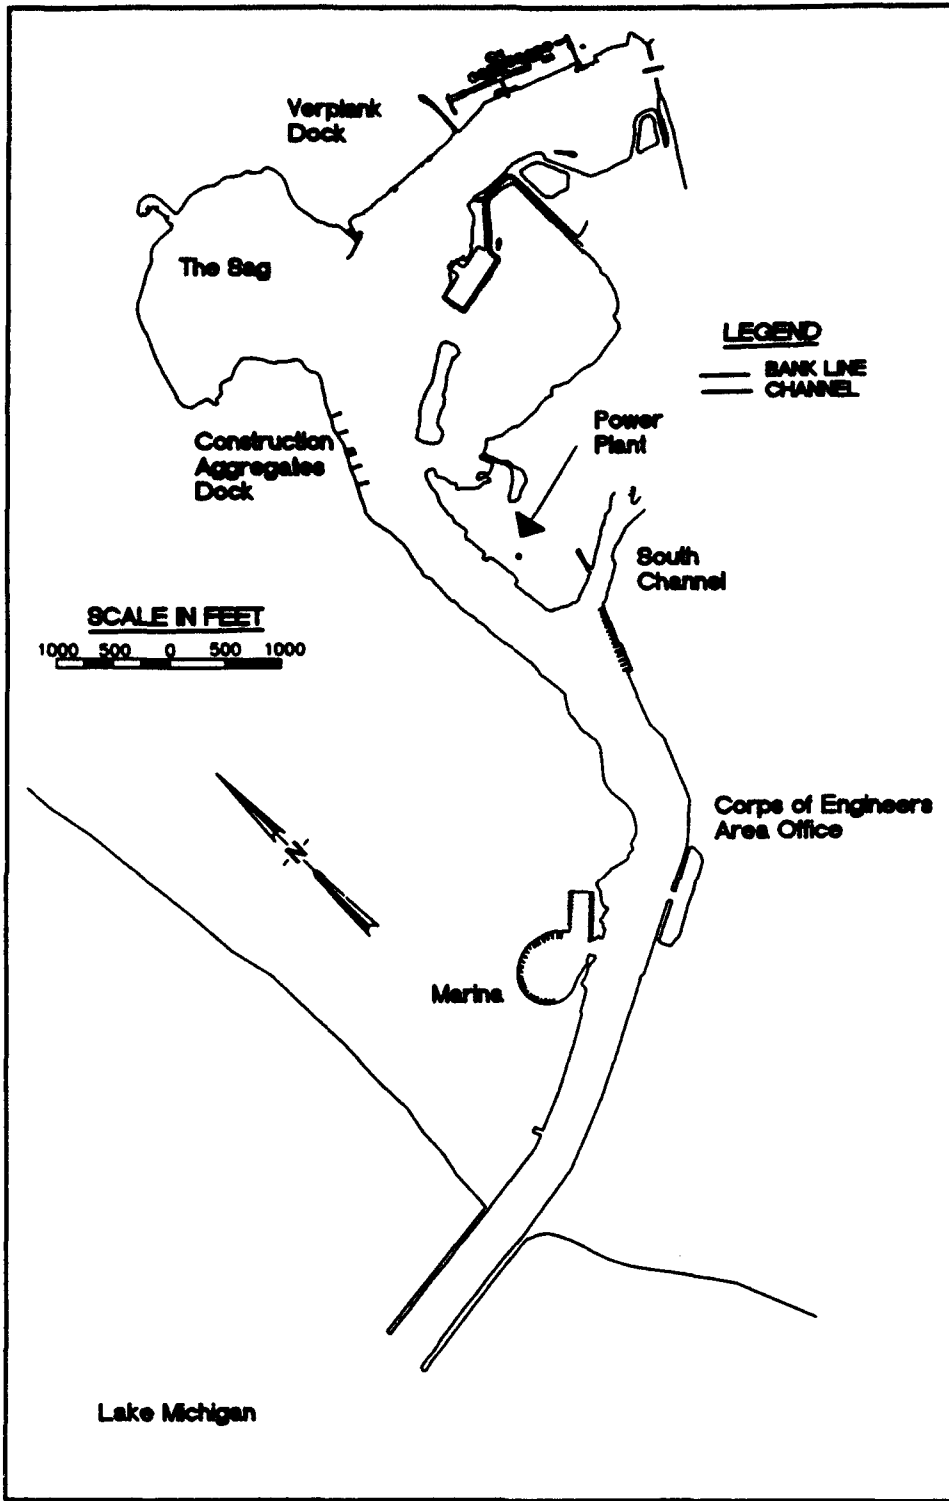 Verplank
Dock
The Sag
LEGEND
BANK LINE
CHANNEL
Power
Plant
Construction
Aggregates
Dock
South
Channel
SCALE IN FEET
1000 500 0 500 1000
N
Corps of Engineers
Area Office
Marina
Lake Michigan